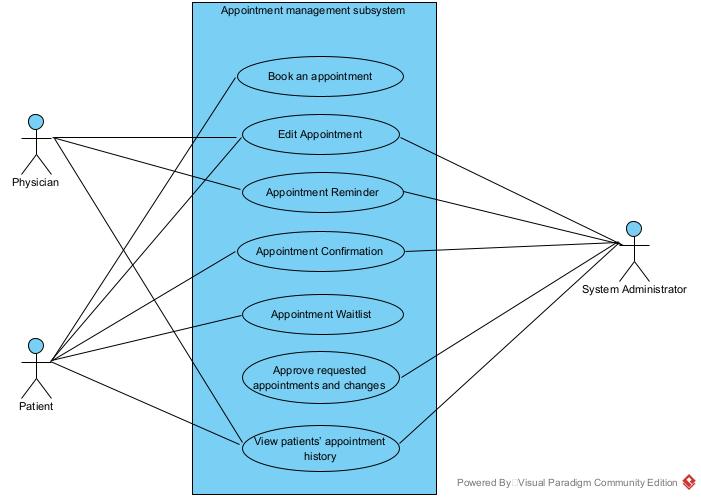 Appointment management subsystem
Book an appointment
Edit Appointment
Appointment Reminder
Appointment Confirmation
Appointment Waitlist
Approve requested
appointments and changes
View patients' appointment
history
Physician
Patient
System Administrator
Powered By Visual Paradigm Community Edition